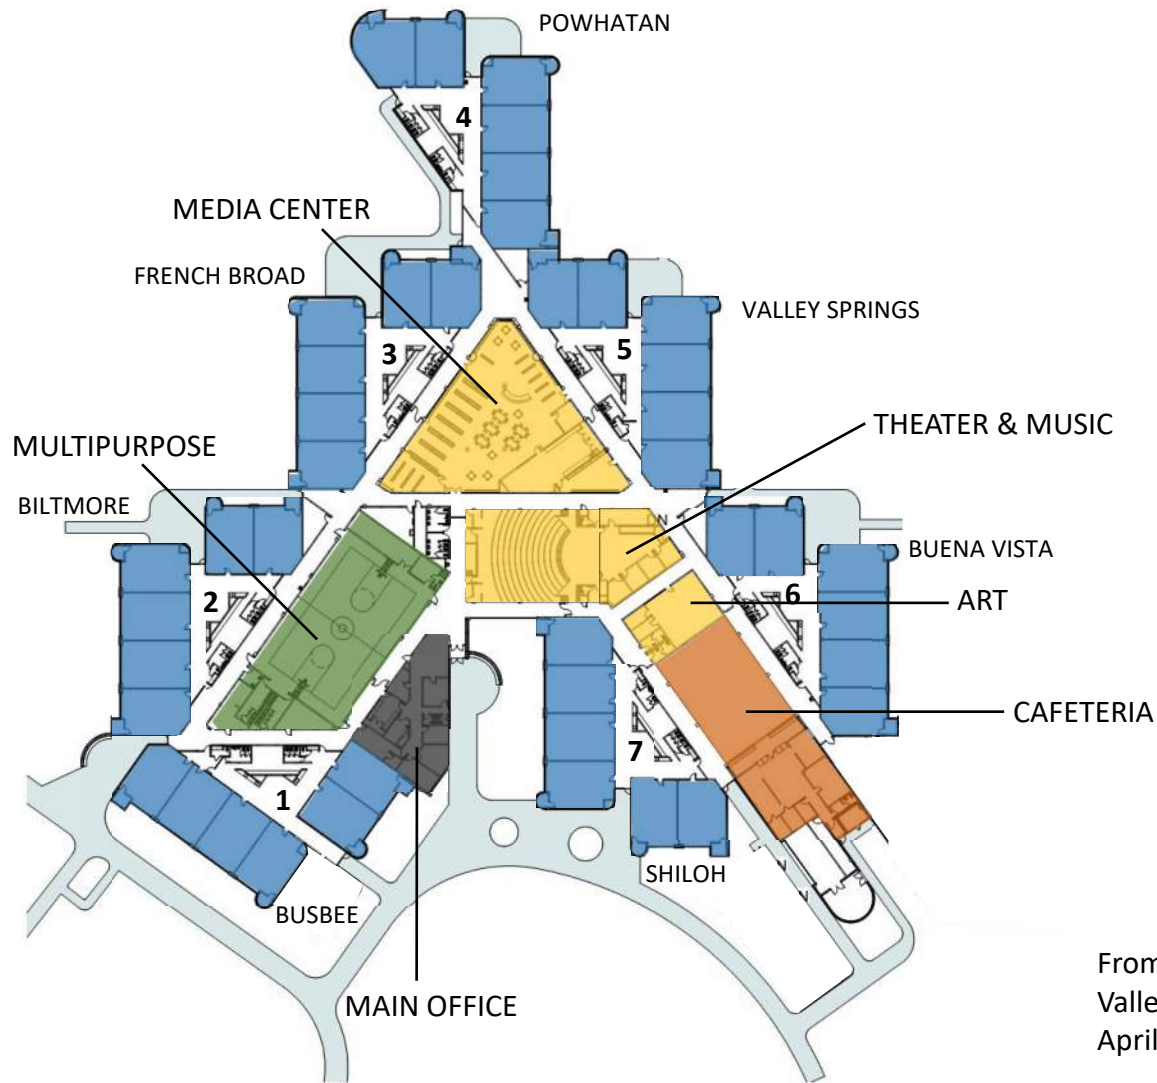 POWHATAN
4
MEDIA CENTER
FRENCH BROAD
VALLEY SPRINGS
3
5
THEATER & MUSIC
MULTIPURPOSE
BILTMORE
BUENA VISTA
2
6
ART
CAFETERIA
7
1
SHILOH
BUSBEE
MAIN OFFICE
From
Valle
April